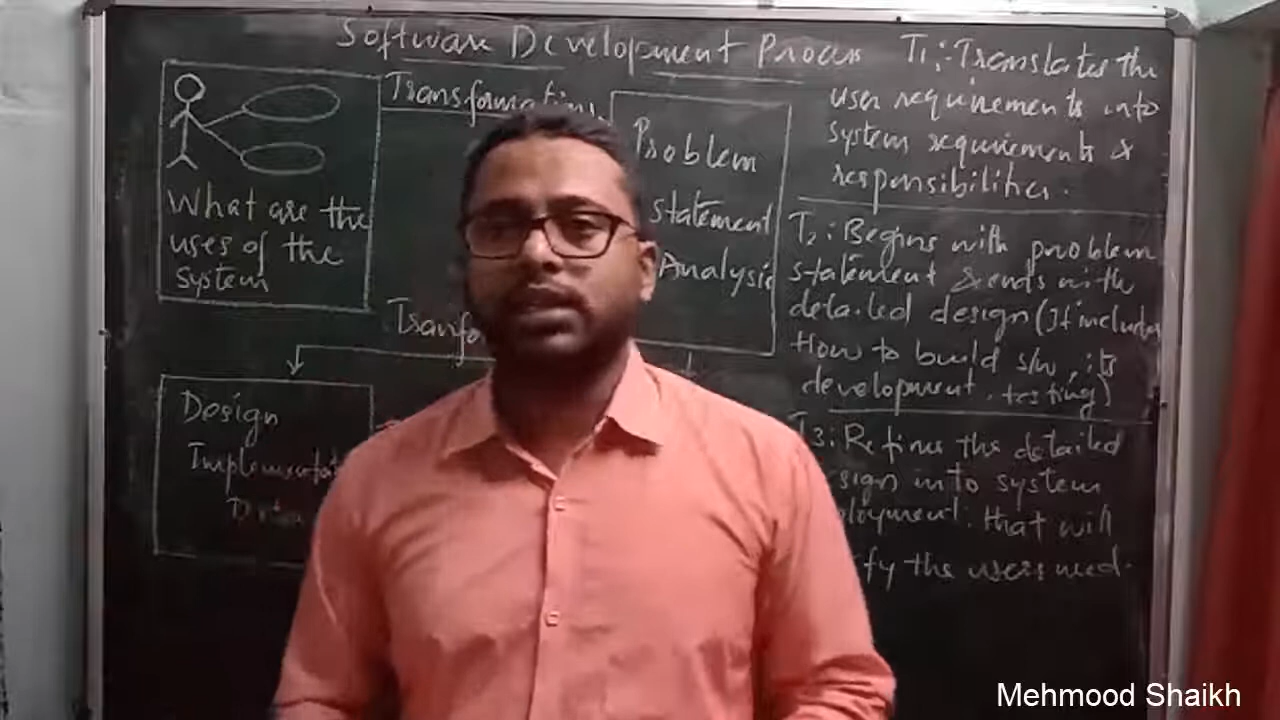 Software Development Process
Transformation
What are the
uses of the
system
Problem
statement
Analysis
Design
T1:- Translates the
user requirements into
system requirements &
responsibilities.
T2: Begins with problem
statement & ends with
detailed design (It includes
How to build s/w, its
development, testing)
T3: Refines the detailed
into system
that will
the users need.
Mehmood Shaikh